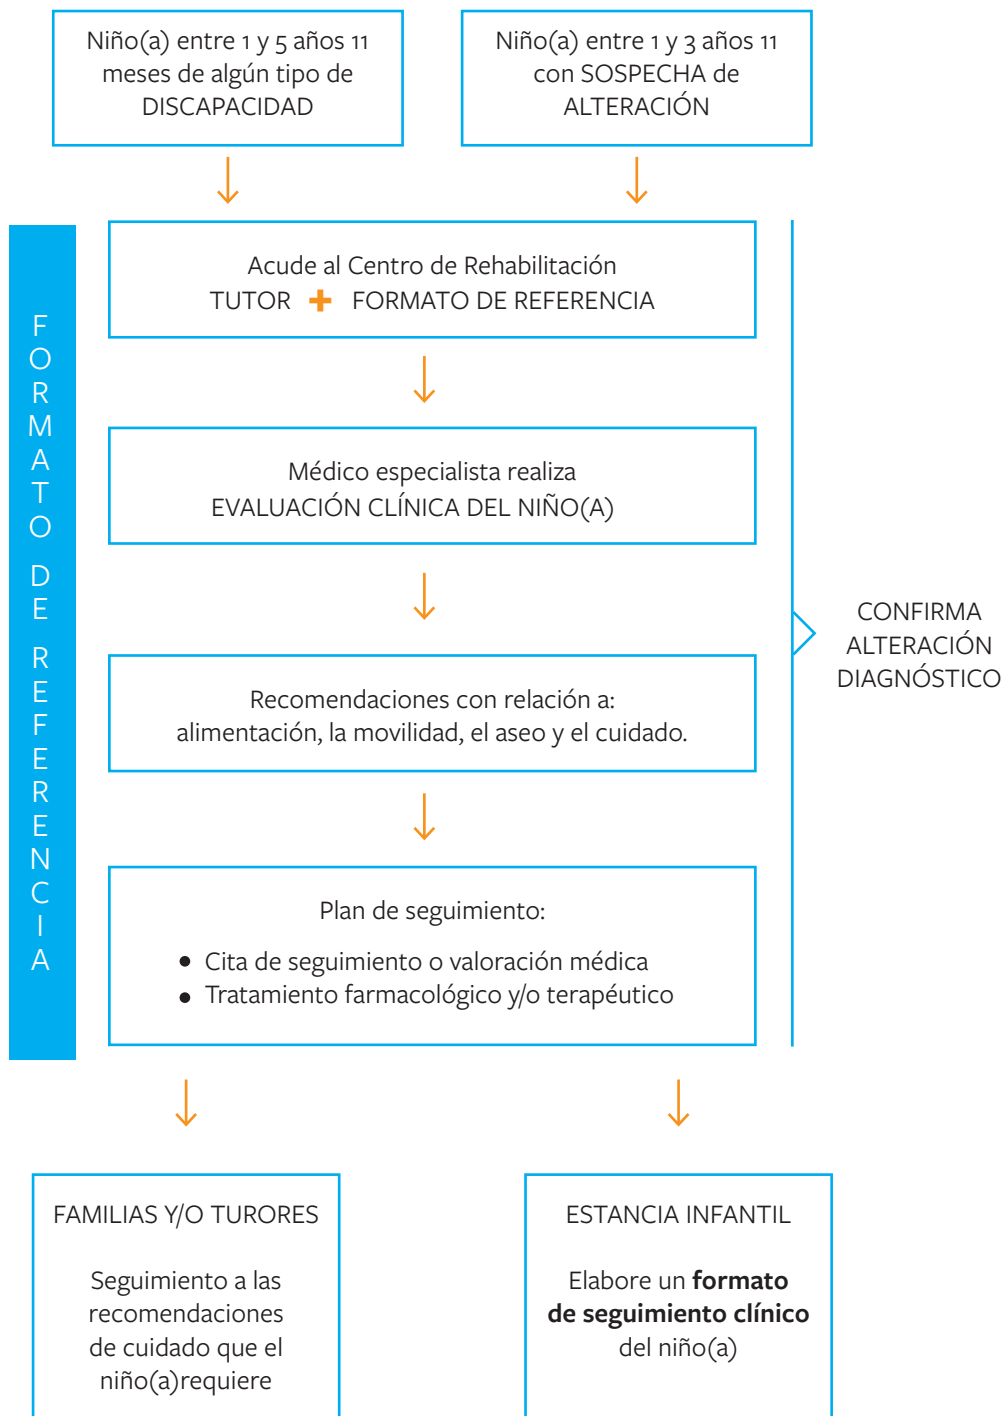 Niño(a) entre 1 y 5 años 11
meses de algún tipo de
DISCAPACIDAD
Niño(a) entre 1 y 3 años 11
con SOSPECHA de
ALTERACIÓN
FORMATO DE REFERENCIA
Acude al Centro de Rehabilitación
TUTOR + FORMATO DE REFERENCIA
Médico especialista realiza
EVALUACIÓN CLÍNICA DEL NIÑO(A)
Recomendaciones con relación a:
alimentación, la movilidad, el aseo y el cuidado.
Plan de seguimiento:
• Cita de seguimiento o valoración médica
• Tratamiento farmacológico y/o terapéutico
CONFIRMA
ALTERACIÓN
DIAGNÓSTICO
FAMILIAS Y/O TURORES
Seguimiento a las
recomendaciones
de cuidado que el
niño(a)requiere
ESTANCIA INFANTIL
Elabore un formato
de seguimiento clínico
del niño(a)